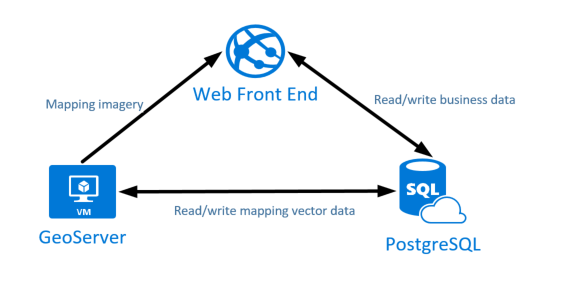 Web Front End
Mapping imagery
Read/write business data
VM
SQL
Read/write mapping vector data
GeoServer
PostgreSQL